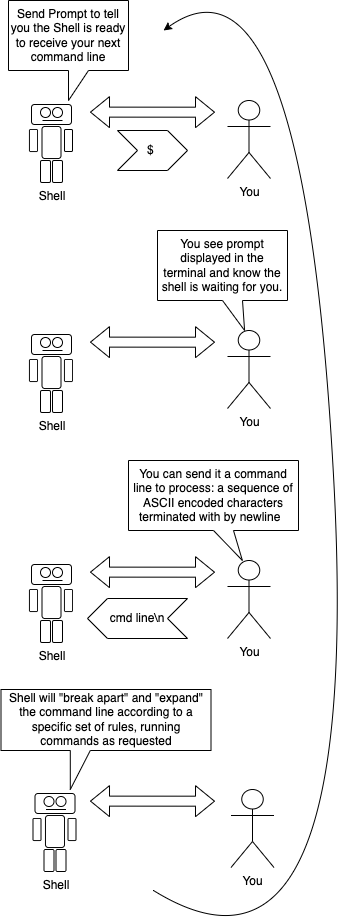 Send Prompt to tell
you the Shell is ready
to receive your next
command line
$
Shell
You
You see prompt
displayed in the
terminal and know the
shell is waiting for you.
Shell
You
You can send it a command
line to process: a sequence of
ASCII encoded characters
terminated with by newline
cmd line\n
Shell
You
Shell will "break apart" and "expand"
the command line according to a
specific set of rules, running
commands as requested
Shell
You